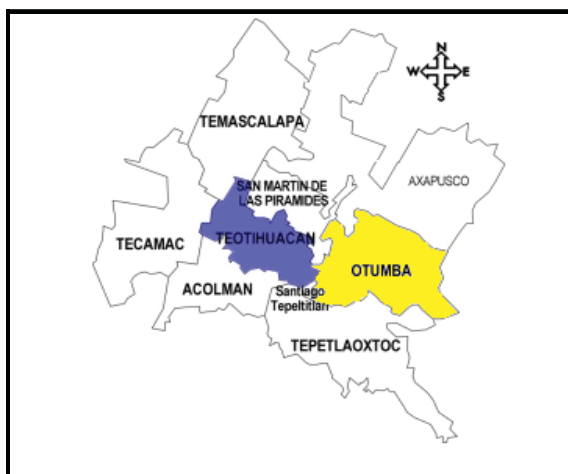 N
W E
S
TEMASCALAPA
AXAPUSCO
SAN MARTIN DE
LAS PIRAMIDES
TECAMAC
TEOTIHUACAN
OTUMBA
ACOLMAN
Santiago
Tepeltitlan
TEPETLAOXTOC